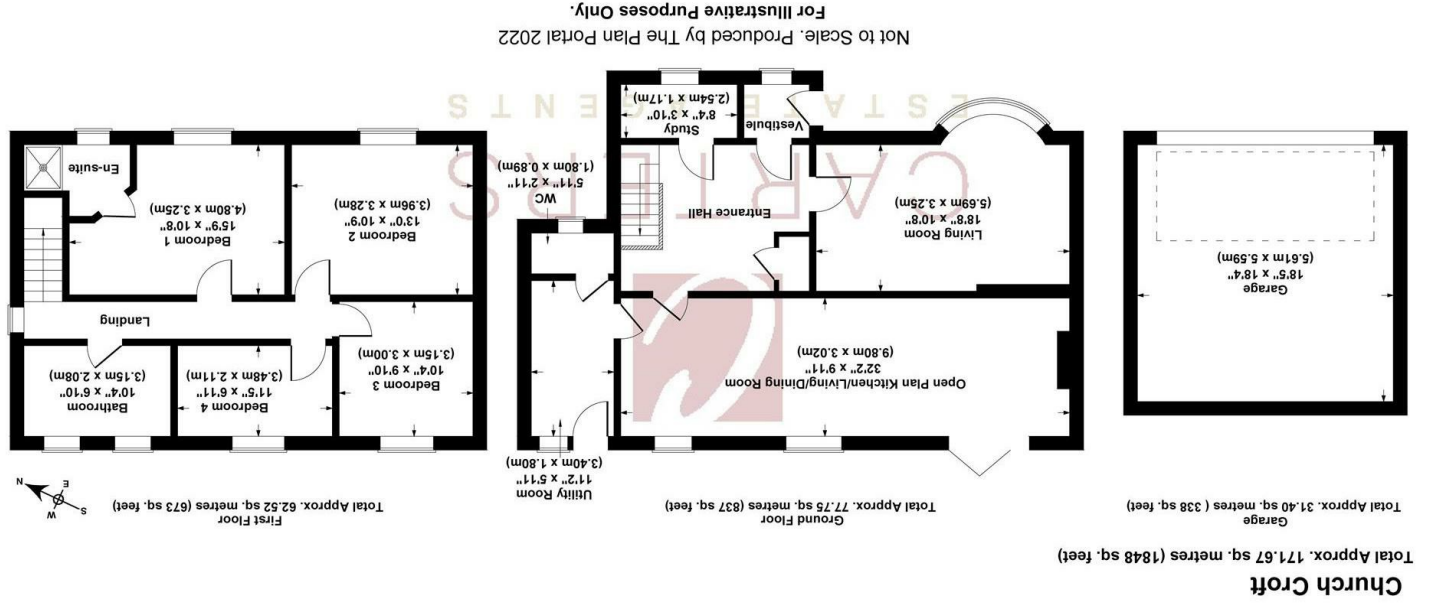 Church Croft
Total Approx. 171.67 sq. metres (1848 sq. feet)
Garage
Total Approx. 31.40 sq. metres ( 338 sq. feet)
Garage
18'5" x 18'4"
(5.61m x 5.59m)
Ground Floor
Total Approx. 77.75 sq. metres (837 sq. feet)
Open Plan Kitchen/Living/Dining Room
32'2" x 9'11"
(9.80m x 3.02m)
Utility Room
11'2" x 5'11"
(3.40m x 1.80m)
Living Room
18'8" x 10'8"
(5.69m x 3.25m)
Entrance Hall
WC
5'11" x 2'11"
(1.80m x 0.89m)
Vestibule
Study
8'4" x 3'10"
(2.54m x 1.17m)
First Floor
Total Approx. 62.52 sq. metres (673 sq. feet)
S
W
E
N
Bedroom 3
10'4" x 9'10"
(3.15m x 3.00m)
Bedroom 4
11'5" x 6'11"
(3.48m x 2.11m)
Bathroom
10'4" x 6'10"
(3.15m x 2.08m)
Landing
Bedroom 2
13'0" x 10'9"
(3.96m x 3.28m)
Bedroom 1
15'9" x 10'8"
(4.80m x 3.25m)
En-suite
CARTERS
ESTATE AGENTS
Not to Scale. Produced by The Plan Portal 2022
For Illustrative Purposes Only.